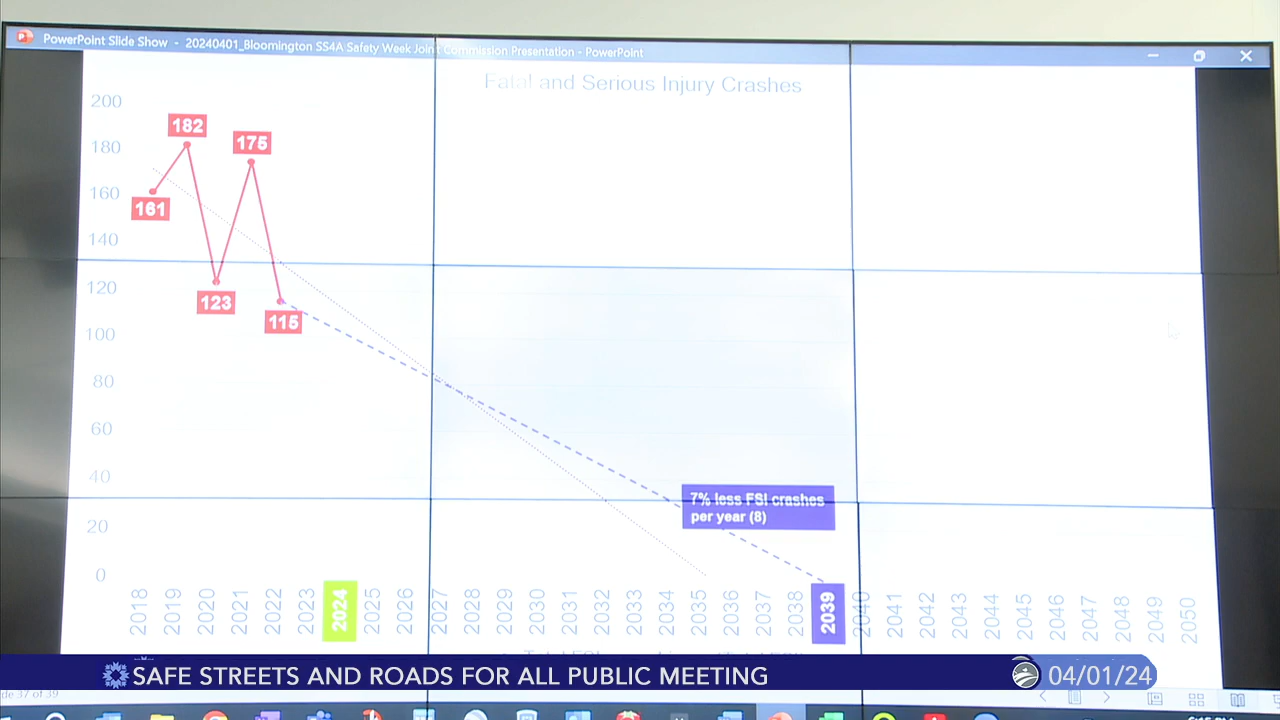 PowerPoint Slide Show - 20240401_Bloomington SS4A Safety Week Joint Commission Presentation - PowerPoint
Fatal and Serious Injury Crashes
200
180
160
140
120
100
80
60
40
20
0
182
175
161
123
115
7% less FSI crashes
per year (8)
2018 2019 2020 2021 2022 2023 2024 2025 2026 2027 2028 2029 2030 2031 2032 2033 2034 2035 2036 2037 2038 2039 2040 2041 2042 2043 2044 2045 2046 2047 2048 2049 2050
SAFE STREETS AND ROADS FOR ALL PUBLIC MEETING
04/01/24
37 of 39